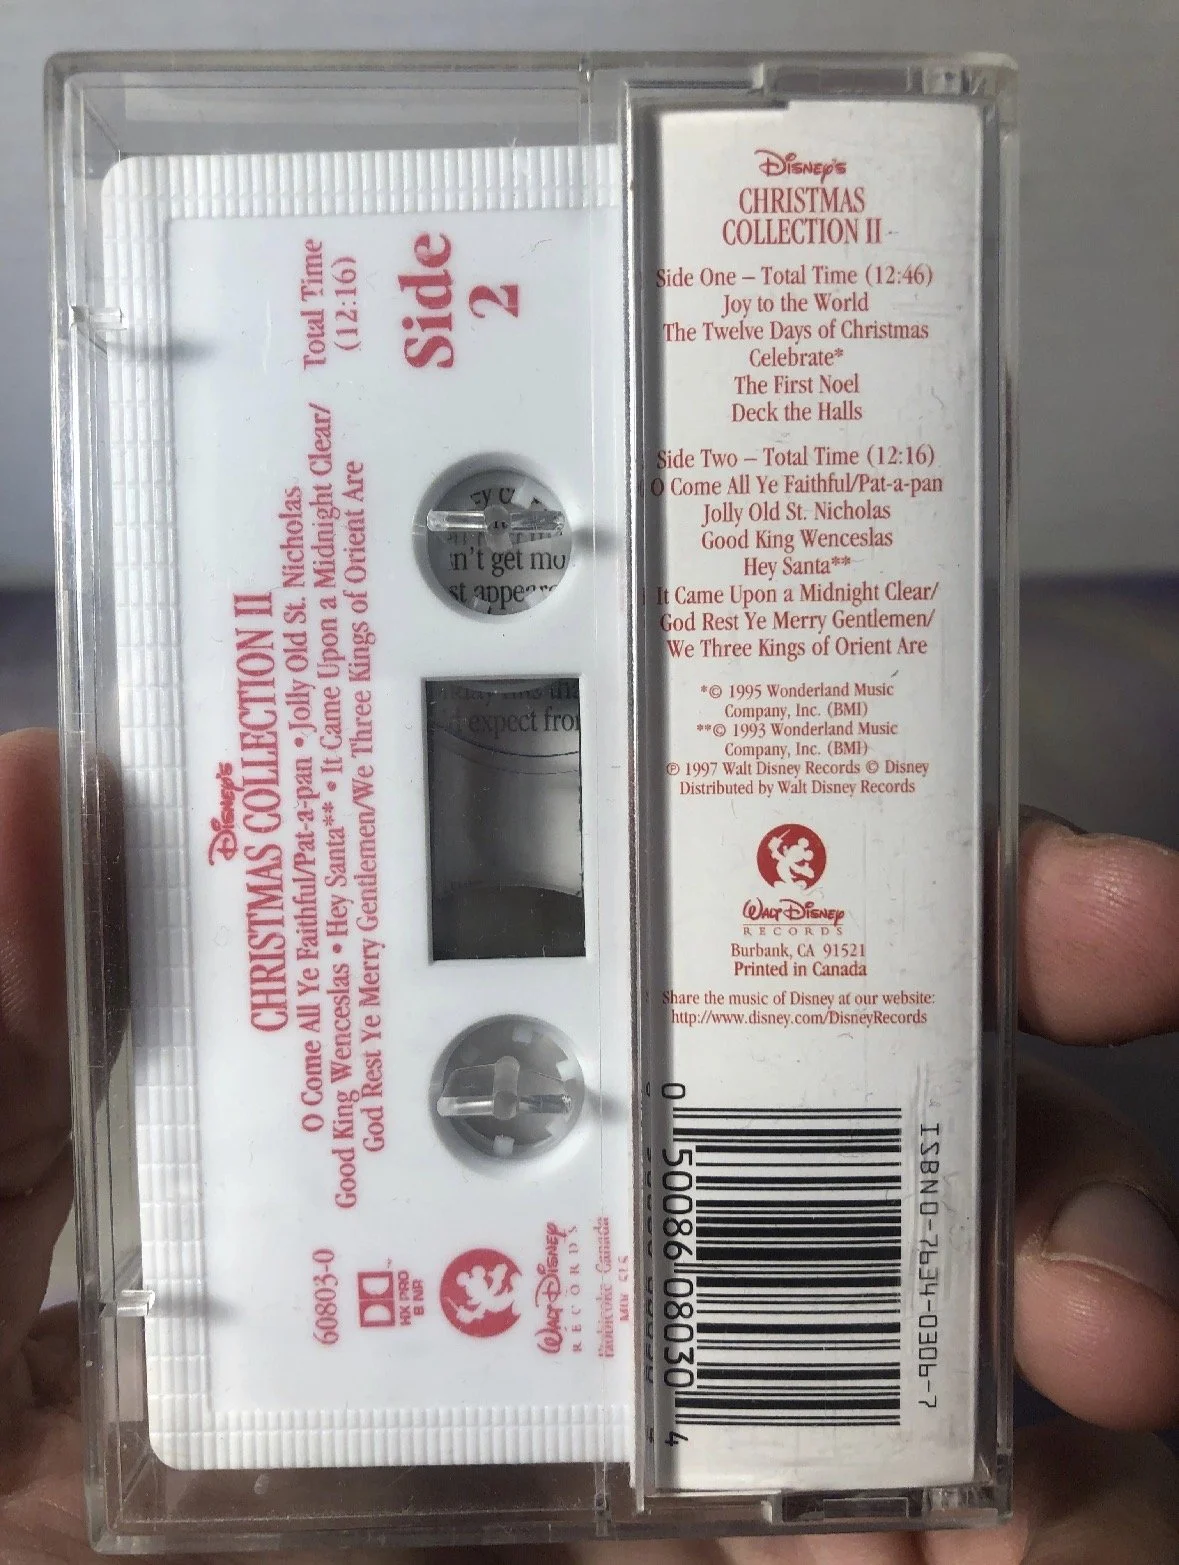 Disney's
CHRISTMAS COLLECTION II
O Come All Ye Faithful/Pat-a-pan • Jolly Old St. Nicholas
Good King Wenceslas • Hey Santa** • It Came Upon a Midnight Clear/
God Rest Ye Merry Gentlemen/We Three Kings of Orient Are
Total Time
(12:16)
Side
2
60803-0
HX PRO
B NR
WALT DISNEY
RECORDS
Canada
n't get mo
expect from
Disney's
CHRISTMAS
COLLECTION II
Side One – Total Time (12:46)
Joy to the World
The Twelve Days of Christmas
Celebrate*
The First Noel
Deck the Halls
Side Two – Total Time (12:16)
O Come All Ye Faithful/Pat-a-pan
Jolly Old St. Nicholas
Good King Wenceslas
Hey Santa**
It Came Upon a Midnight Clear/
God Rest Ye Merry Gentlemen/
We Three Kings of Orient Are
*© 1995 Wonderland Music
Company, Inc. (BMI)
**© 1993 Wonderland Music
Company, Inc. (BMI)
℗ 1997 Walt Disney Records © Disney
Distributed by Walt Disney Records
WALT DISNEY
RECORDS
Burbank, CA 91521
Printed in Canada
Share the music of Disney at our website:
http://www.disney.com/DisneyRecords
0 50086 08030 4
ISBN 0-7634-0306-7